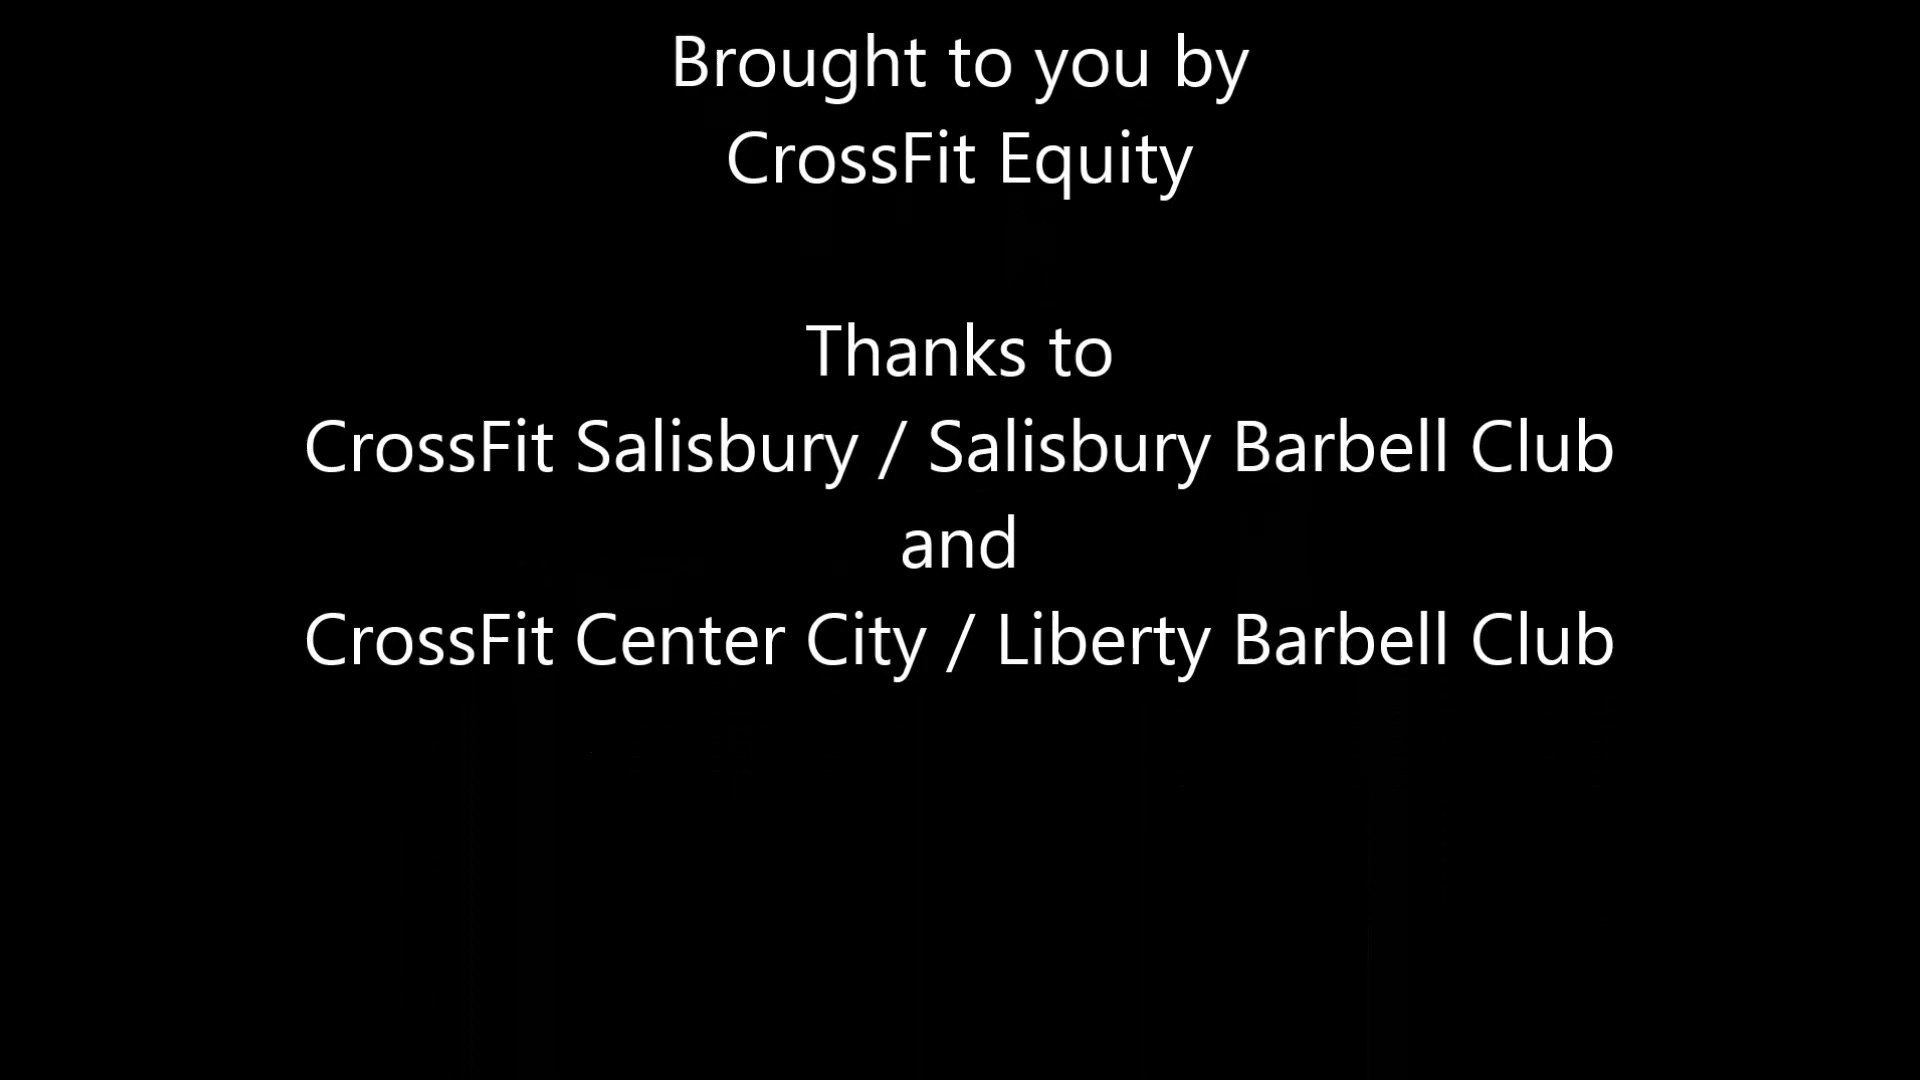 Brought to you by
CrossFit Equity
Thanks to
CrossFit Salisbury / Salisbury Barbell Club
and
CrossFit Center City / Liberty Barbell Club